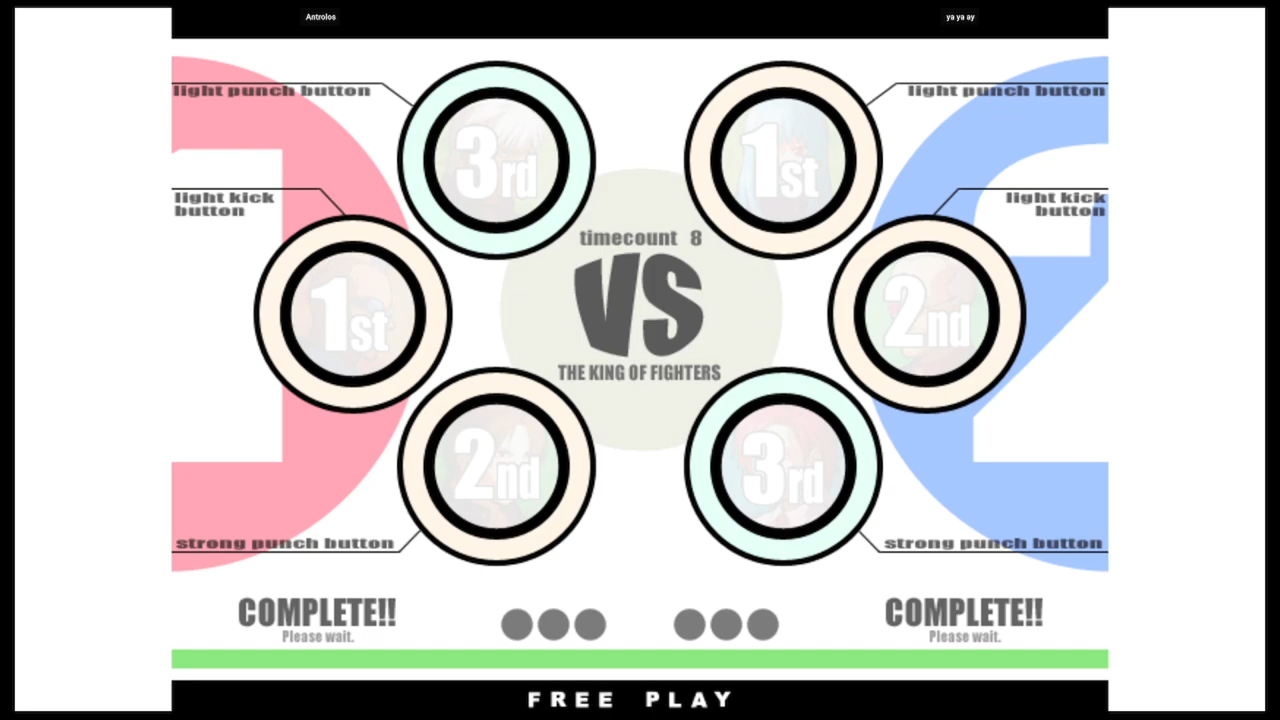 Antrolos
ya ya ay
light punch button
light punch button
3rd
1st
light kick
button
light kick
button
timecount 8
VS
THE KING OF FIGHTERS
1st
2nd
2nd
3rd
strong punch button
strong punch button
COMPLETE!!
Please wait.
COMPLETE!!
Please wait.
FREE PLAY
1
2